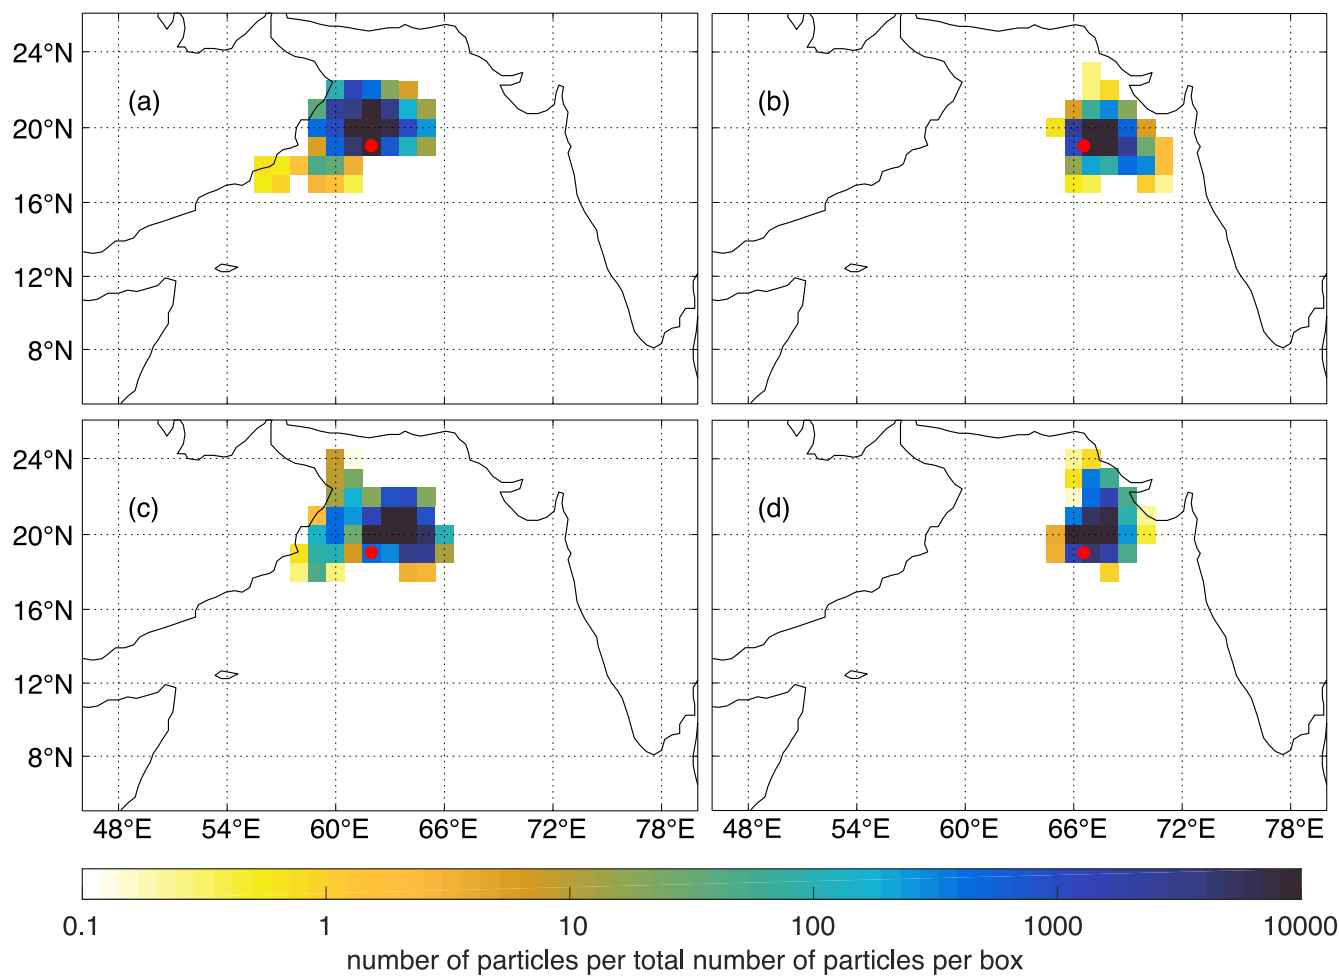 24°N
20°N
16°N
12°N
8°N
(a)
(b)
24°N
20°N
16°N
12°N
8°N
(c)
(d)
48°E 54°E 60°E 66°E 72°E 78°E
48°E 54°E 60°E 66°E 72°E 78°E
0.1 1 10 100 1000 10000
number of particles per total number of particles per box